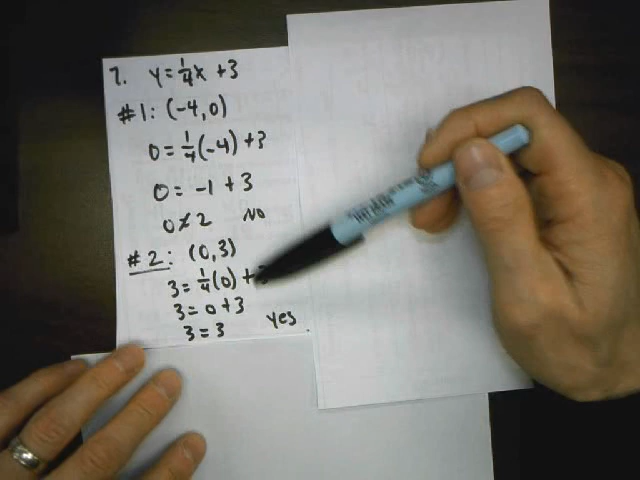 7. y = 1/4x + 3
#1: (-4, 0)
0 = 1/4(-4) + 3
0 = -1 + 3
0 ≠ 2 NO
#2: (0, 3)
3 = 1/4(0) +
3 = 0 + 3
3 = 3 yes